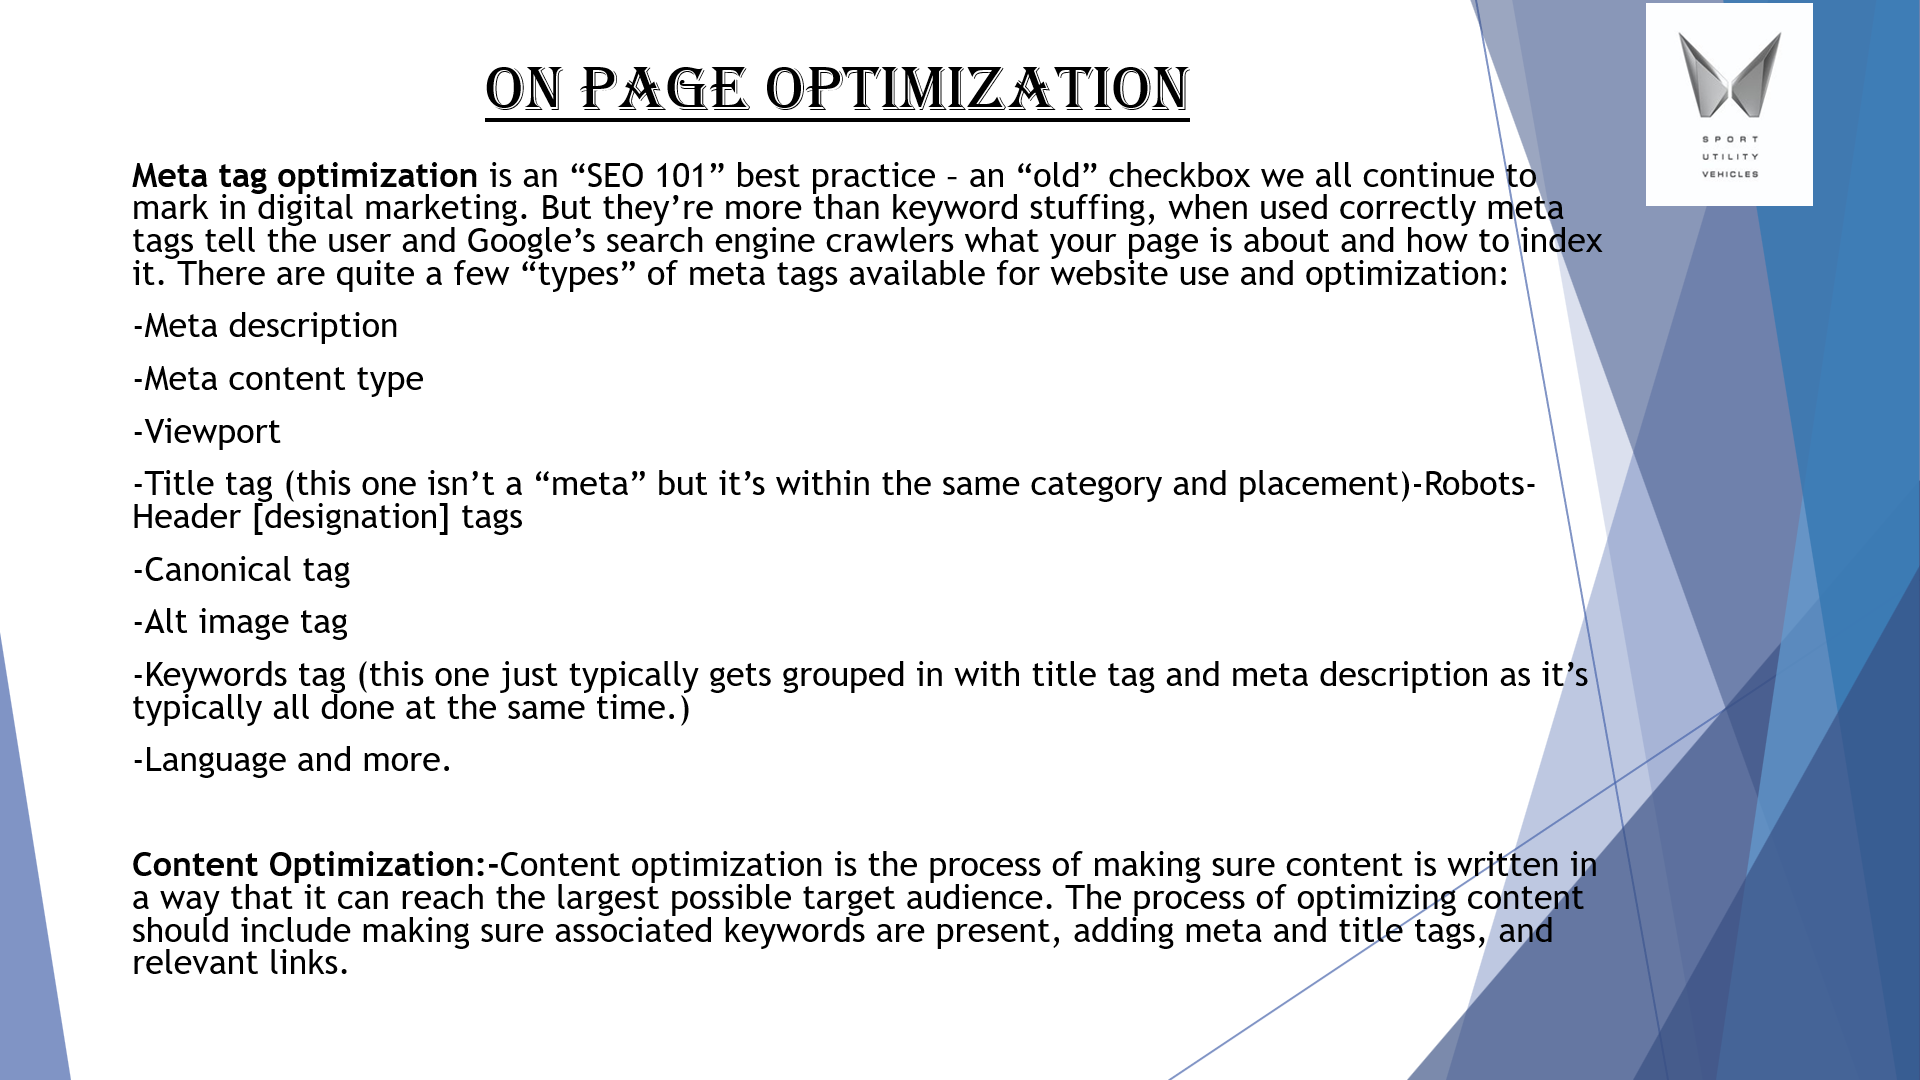 ON PAGE OPTIMIZATION
SPORT
UTILITY
VEHICLES
Meta tag optimization is an “SEO 101” best practice – an “old” checkbox we all continue to
mark in digital marketing. But they’re more than keyword stuffing, when used correctly meta
tags tell the user and Google’s search engine crawlers what your page is about and how to index
it. There are quite a few “types” of meta tags available for website use and optimization:
-Meta description
-Meta content type
-Viewport
-Title tag (this one isn’t a “meta” but it’s within the same category and placement)-Robots-
Header [designation] tags
-Canonical tag
-Alt image tag
-Keywords tag (this one just typically gets grouped in with title tag and meta description as it’s
typically all done at the same time.)
-Language and more.
Content Optimization:-Content optimization is the process of making sure content is written in
a way that it can reach the largest possible target audience. The process of optimizing content
should include making sure associated keywords are present, adding meta and title tags, and
relevant links.